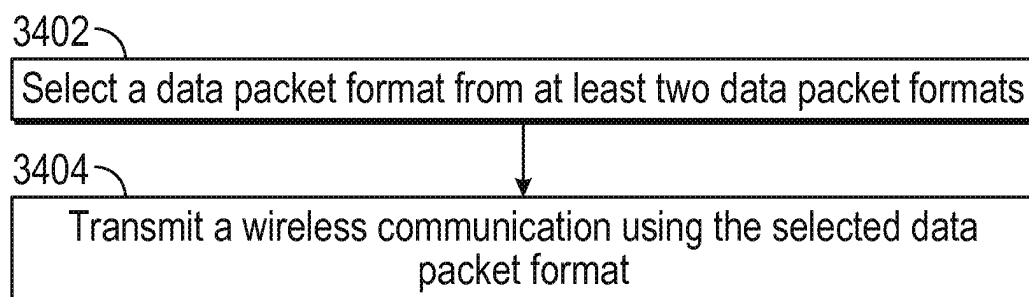 3402
Select a data packet format from at least two data packet formats
3404
Transmit a wireless communication using the selected data
packet format